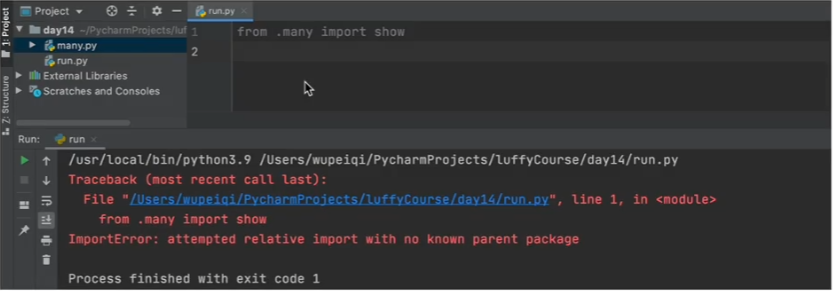 Project
run.py
1: Project
day14 ~/PycharmProjects/luf
many.py
run.py
External Libraries
Scratches and Consoles
Z: Structure
1 from .many import show
2
Run: run
/usr/local/bin/python3.9 /Users/wupeiqi/PycharmProjects/luffyCourse/day14/run.py
Traceback (most recent call last):
File "/Users/wupeiqi/PycharmProjects/luffyCourse/day14/run.py", line 1, in <module>
from .many import show
ImportError: attempted relative import with no known parent package
Process finished with exit code 1